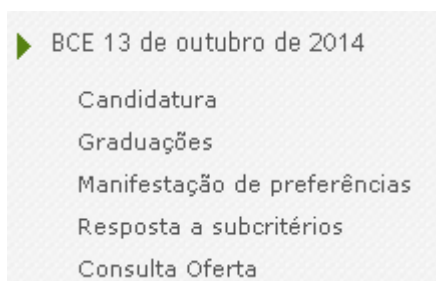 BCE 13 de outubro de 2014
Candidatura
Graduações
Manifestação de preferências
Resposta a subcritérios
Consulta Oferta